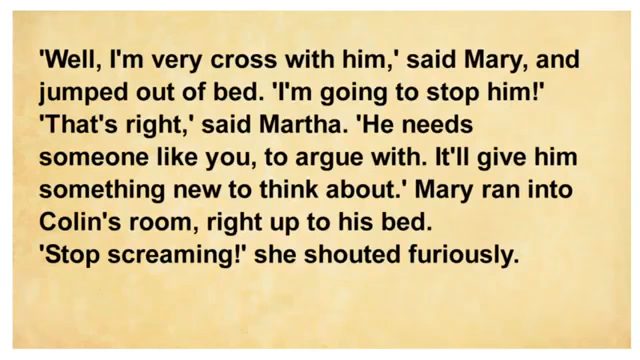 'Well, I'm very cross with him,' said Mary, and
jumped out of bed. 'I'm going to stop him!'
'That's right,' said Martha. 'He needs
someone like you, to argue with. It'll give him
something new to think about.' Mary ran into
Colin's room, right up to his bed.
'Stop screaming!' she shouted furiously.